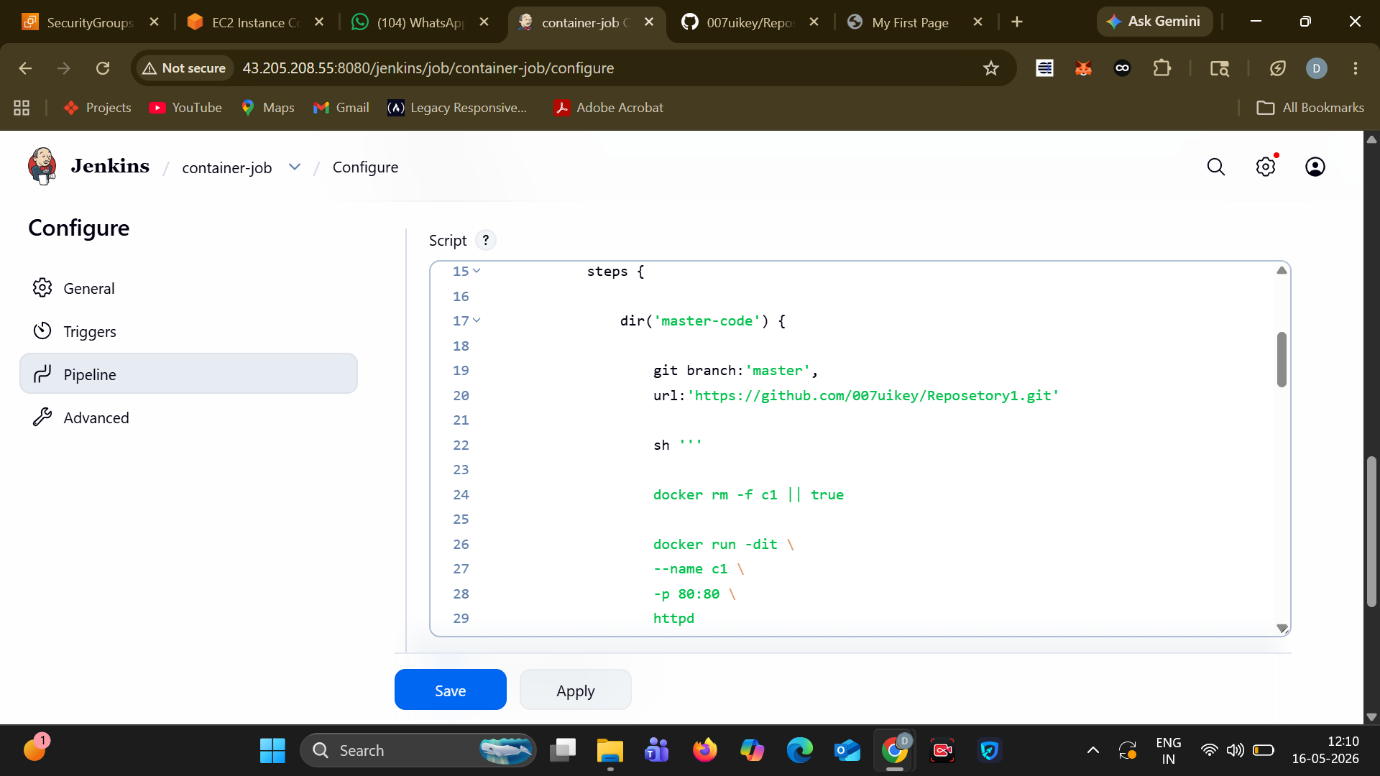 SecurityGroups
EC2 Instance Co
(104) WhatsApp
container-job C
007uikey/Repos
My First Page
Ask Gemini
Not secure
43.205.208.55:8080/jenkins/job/container-job/configure
D
Projects
YouTube
Maps
Gmail
Legacy Responsive...
Adobe Acrobat
All Bookmarks
Jenkins / container-job / Configure
Configure
General
Triggers
Pipeline
Advanced
Script ?
15 steps {
16
17 dir('master-code') {
18
19 git branch:'master',
20 url:'https://github.com/007uikey/Reposetory1.git'
21
22 sh '''
23
24 docker rm -f c1 || true
25
26 docker run -dit \
27 --name c1 \
28 -p 80:80 \
29 httpd
Save
Apply
1
Search
D
ENG
IN
12:10
16-05-2026